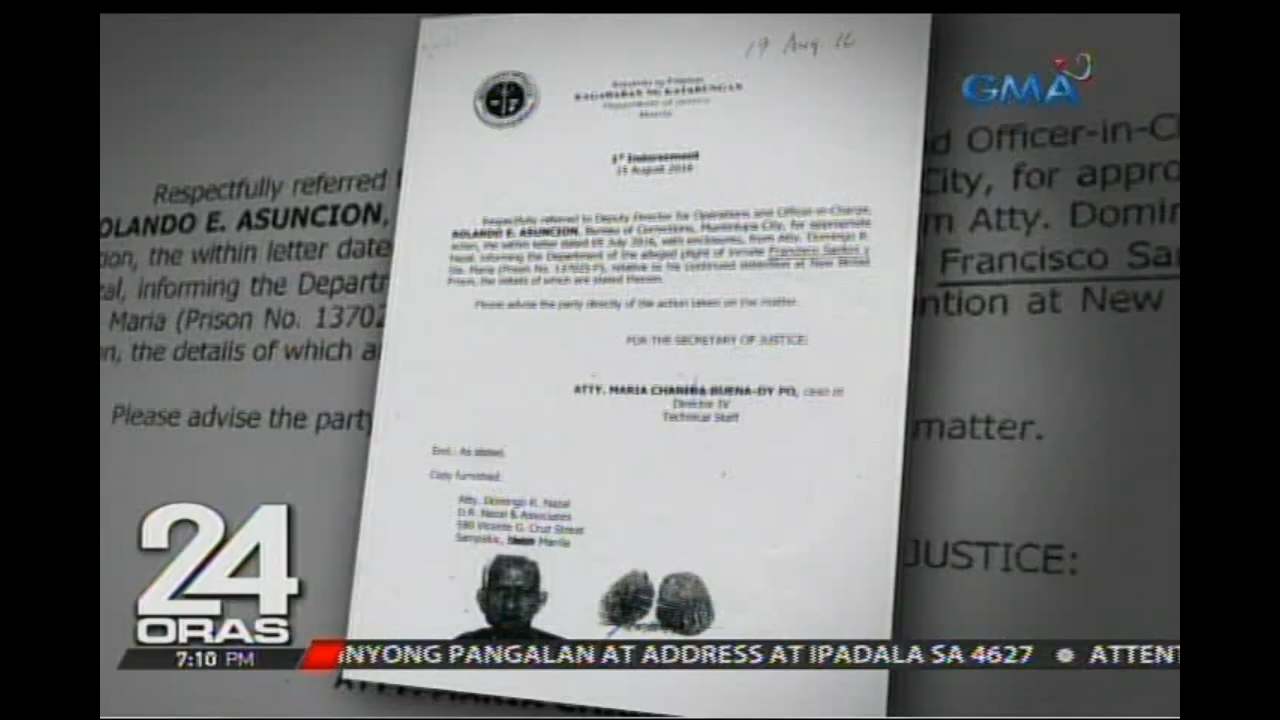 19 Aug 16
GMA
Republika ng Pilipinas
KAGAWARAN NG KATARUNGAN
Department of Justice
Manila
1st Indorsement
15 August 2016
Respectfully referred to Deputy Director for Operations and Officer-in-Charge,
ROLANDO E. ASUNCION, Bureau of Corrections, Muntinlupa City, for appropriate
action, the within letter dated 05 July 2016, with enclosures, from Atty. Domingo R.
Nazal, informing the Department of the alleged plight of inmate Francisco Santos y
Sta. Maria (Prison No. 137025-P), relative to his continued detention at New Bilibid
Prison, the details of which are stated therein.
Please advise the party directly of the action taken on the matter.
FOR THE SECRETARY OF JUSTICE:
ATTY. MARIA CHARINA BUENA-DY PO, CESO III
Director IV
Technical Staff
Encl.: As stated.
Copy furnished:
Atty. Domingo R. Nazal
D.R. Nazal & Associates
580 Vicente G. Cruz Street
Sampaloc, Manila
Respectfully referred
OLANDO E. ASUNCION,
ion, the within letter date
al, informing the Departr
Maria (Prison No. 13702
n, the details of which a
Please advise the party
d Officer-in-C
City, for appro
m Atty. Domin
Francisco Sa
ntion at New
matter.
JUSTICE:
24
ORAS
7:10 PM
INYONG PANGALAN AT ADDRESS AT IPADALA SA 4627 ● ATTENT